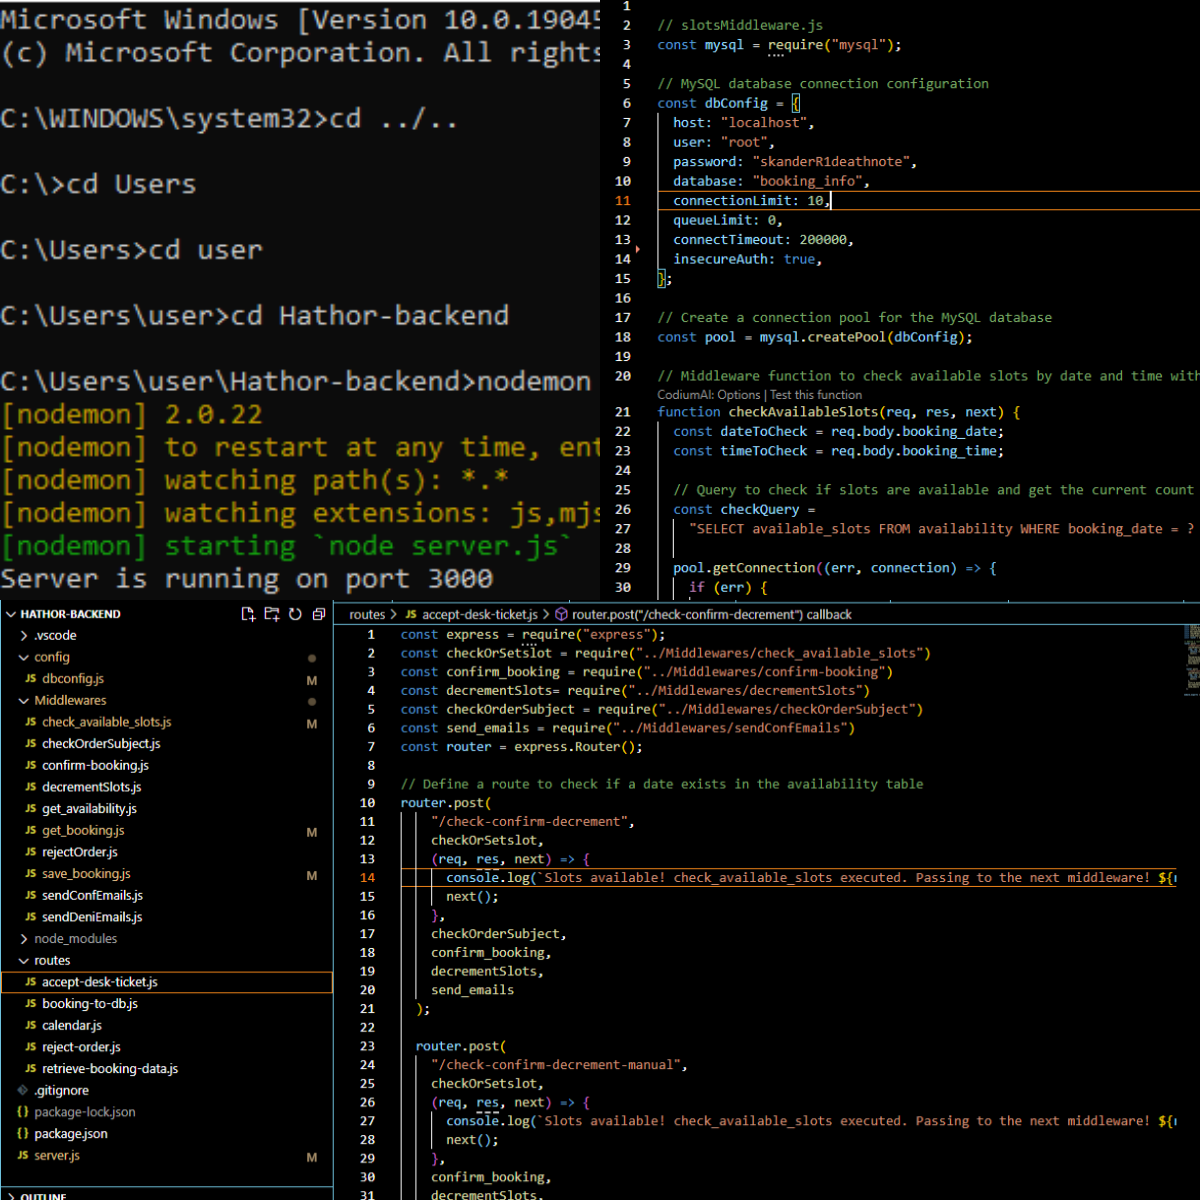 Microsoft Windows [Version 10.0.19045
(c) Microsoft Corporation. All rights
C:\WINDOWS\system32>cd ../..
C:\>cd Users
C:\Users>cd user
C:\Users\user>cd Hathor-backend
C:\Users\user\Hathor-backend>nodemon
[nodemon] 2.0.22
[nodemon] to restart at any time, ent
[nodemon] watching path(s): *.*
[nodemon] watching extensions: js,mjs
[nodemon] starting `node server.js`
Server is running on port 3000
1
2 // slotsMiddleware.js
3 const mysql = require("mysql");
4
5 // MySQL database connection configuration
6 const dbConfig = {
7 host: "localhost",
8 user: "root",
9 password: "skanderR1deathnote",
10 database: "booking_info",
11 connectionLimit: 10,
12 queueLimit: 0,
13 connectTimeout: 200000,
14 insecureAuth: true,
15 };
16
17 // Create a connection pool for the MySQL database
18 const pool = mysql.createPool(dbConfig);
19
20 // Middleware function to check available slots by date and time with
CodiumAI: Options | Test this function
21 function checkAvailableSlots(req, res, next) {
22 const dateToCheck = req.body.booking_date;
23 const timeToCheck = req.body.booking_time;
24
25 // Query to check if slots are available and get the current count
26 const checkQuery =
27 "SELECT available_slots FROM availability WHERE booking_date = ?
28
29 pool.getConnection((err, connection) => {
30 if (err) {
HATHOR-BACKEND
.vscode
config
JS dbconfig.js M
Middlewares
JS check_available_slots.js M
JS checkOrderSubject.js
JS confirm-booking.js
JS decrementSlots.js
JS get_availability.js
JS get_booking.js M
JS rejectOrder.js
JS save_booking.js M
JS sendConfEmails.js
JS sendDeniEmails.js
node_modules
routes
JS accept-desk-ticket.js
JS booking-to-db.js
JS calendar.js
JS reject-order.js
JS retrieve-booking-data.js
.gitignore
{} package-lock.json
{} package.json
JS server.js M
OUTLINE
routes > JS accept-desk-ticket.js > router.post("/check-confirm-decrement") callback
1 const express = require("express");
2 const checkOrSetslot = require("../Middlewares/check_available_slots")
3 const confirm_booking = require("../Middlewares/confirm-booking")
4 const decrementSlots= require("../Middlewares/decrementSlots")
5 const checkOrderSubject = require("../Middlewares/checkOrderSubject")
6 const send_emails = require("../Middlewares/sendConfEmails")
7 const router = express.Router();
8
9 // Define a route to check if a date exists in the availability table
10 router.post(
11 "/check-confirm-decrement",
12 checkOrSetslot,
13 (req, res, next) => {
14 console.log(`Slots available! check_available_slots executed. Passing to the next middleware! ${
15 next();
16 },
17 checkOrderSubject,
18 confirm_booking,
19 decrementSlots,
20 send_emails
21 );
22
23 router.post(
24 "/check-confirm-decrement-manual",
25 checkOrSetslot,
26 (req, res, next) => {
27 console.log(`Slots available! check_available_slots executed. Passing to the next middleware! ${
28 next();
29 },
30 confirm_booking,
31 decrementSlots,